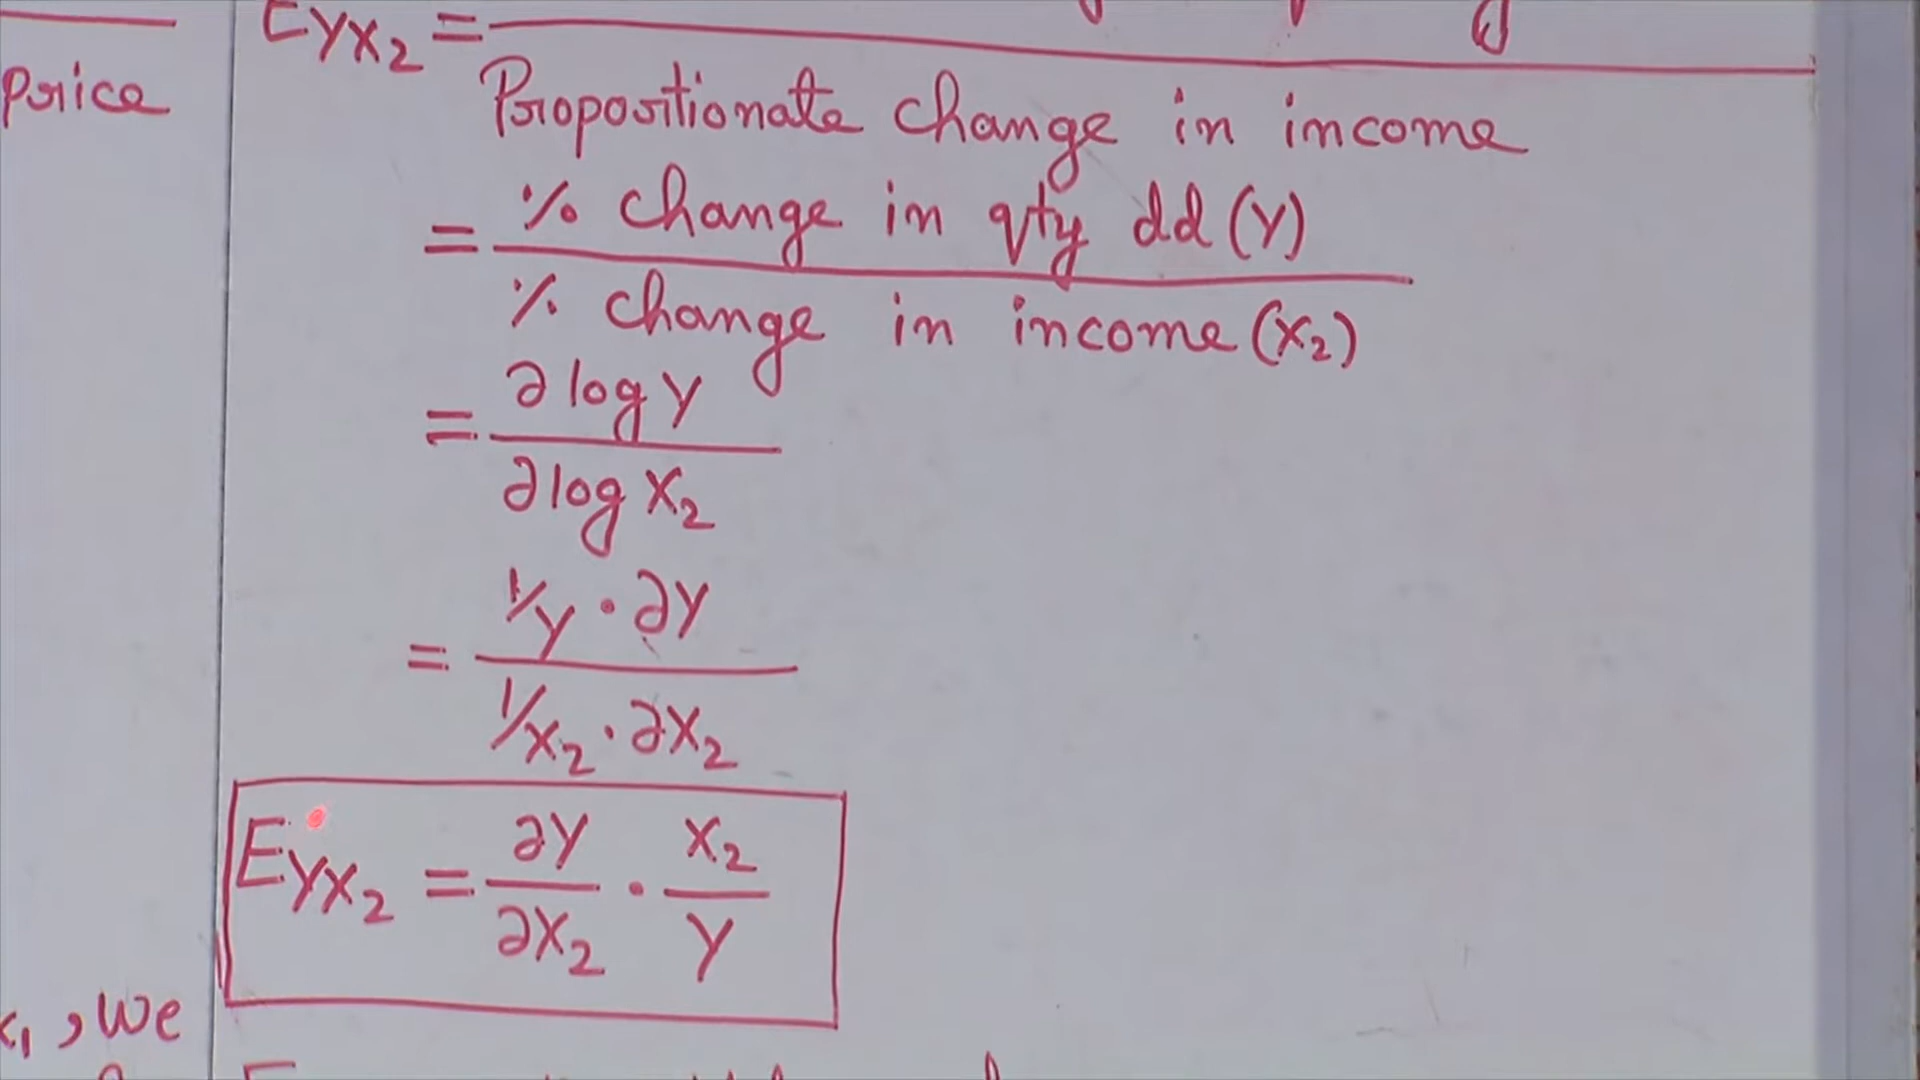 price
, we
EYX₂ =
Proportionate change in income
= % change in qty dd (Y)
% change in income (X₂)
= ∂ log Y
∂ log X₂
= 1/Y · ∂Y
1/X₂ · ∂X₂
EYX₂ = ∂Y/∂X₂ · X₂/Y